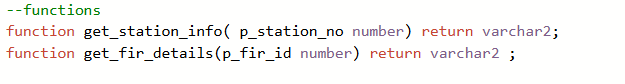 --functions
function get_station_info( p_station_no number) return varchar2;
function get_fir_details(p_fir_id number) return varchar2 ;